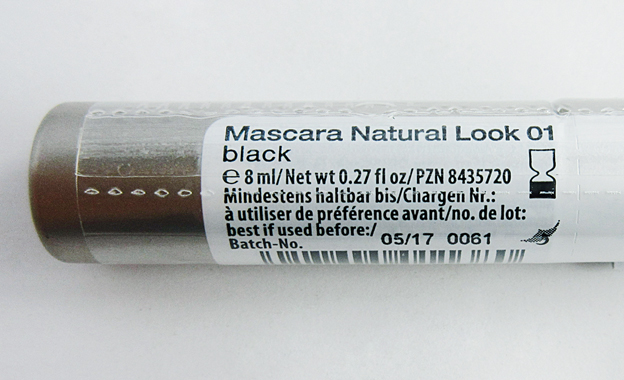 Mascara Natural Look 01
black
℮ 8 ml/ Net wt 0.27 fl oz/ PZN 8435720
Mindestens haltbar bis/Chargen Nr.:
à utiliser de préférence avant/no. de lot:
best if used before:/
Batch-No. 05/17 0061